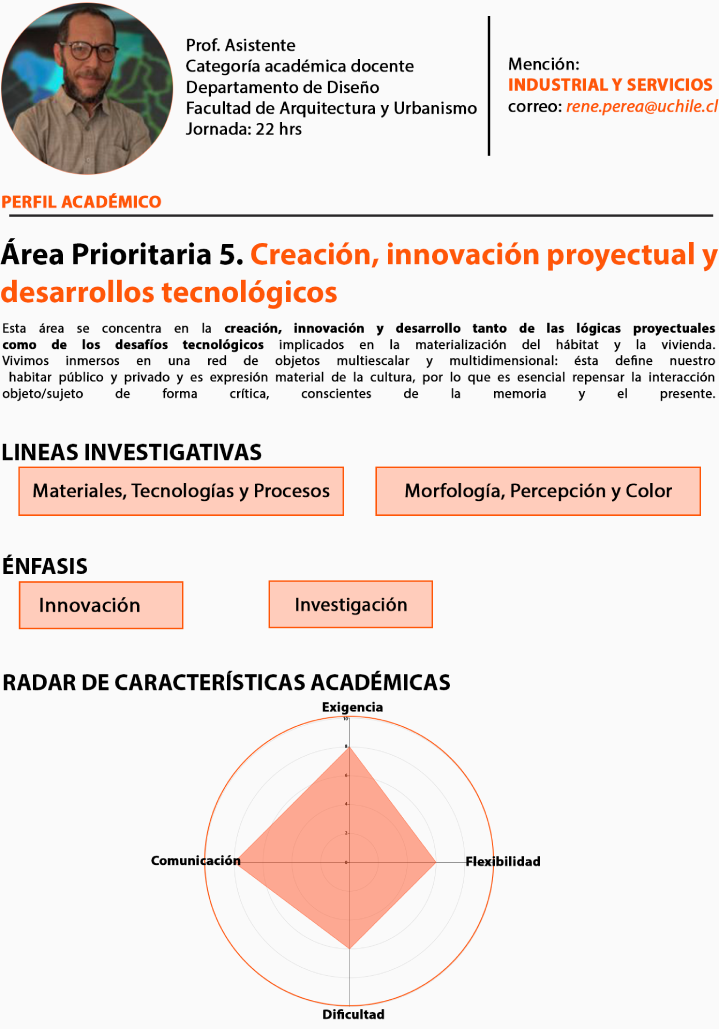 Prof. Asistente
Categoría académica docente
Departamento de Diseño
Facultad de Arquitectura y Urbanismo
Jornada: 22 hrs
Mención:
INDUSTRIAL Y SERVICIOS
correo: rene.perea@uchile.cl
PERFIL ACADÉMICO
Área Prioritaria 5. Creación, innovación proyectual y
desarrollos tecnológicos
Esta área se concentra en la creación, innovación y desarrollo tanto de las lógicas proyectuales
como de los desafíos tecnológicos implicados en la materialización del hábitat y la vivienda.
Vivimos inmersos en una red de objetos multiescalar y multidimensional: ésta define nuestro
habitar público y privado y es expresión material de la cultura, por lo que es esencial repensar la interacción
objeto/sujeto de forma crítica, conscientes de la memoria y el presente.
LINEAS INVESTIGATIVAS
Materiales, Tecnologías y Procesos
Morfología, Percepción y Color
ÉNFASIS
Innovación
Investigación
RADAR DE CARACTERÍSTICAS ACADÉMICAS
Exigencia
10
8
6
4
2
0
Comunicación
Flexibilidad
Dificultad